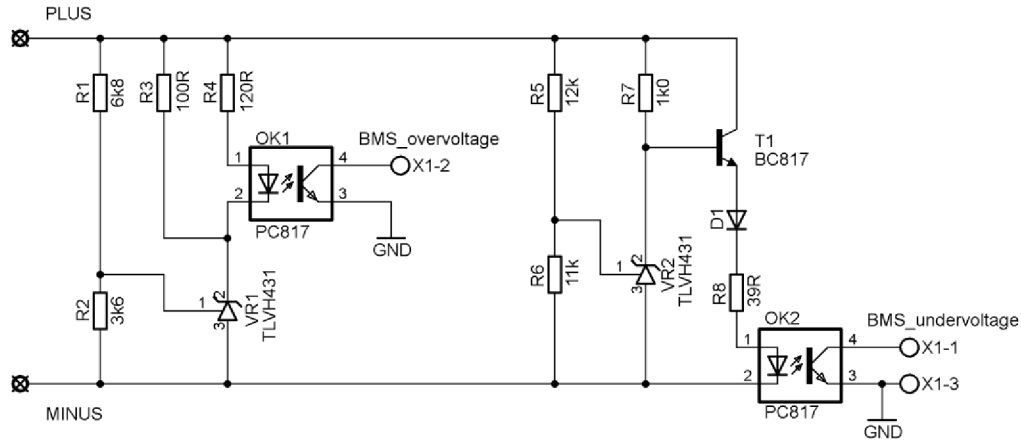 PLUS
R1
6k8
R3
100R
R4
120R
R5
12k
R7
1k0
OK1
BMS_overvoltage
1
4
X1-2
2
3
PC817
GND
T1
BC817
D1
R2
3k6
1
2
3
VR1
TLVH431
R6
11k
1
2
3
VR2
TLVH431
R8
39R
OK2
BMS_undervoltage
1
4
X1-1
2
3
X1-3
PC817
GND
MINUS